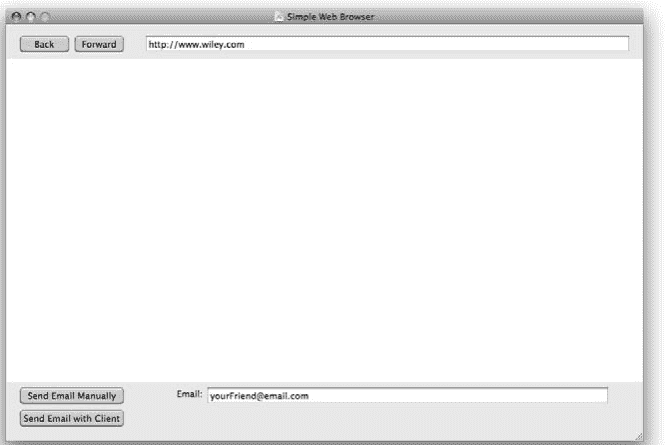 Simple Web Browser
Back Forward http://www.wiley.com
Send Email Manually Email: yourFriend@email.com
Send Email with Client